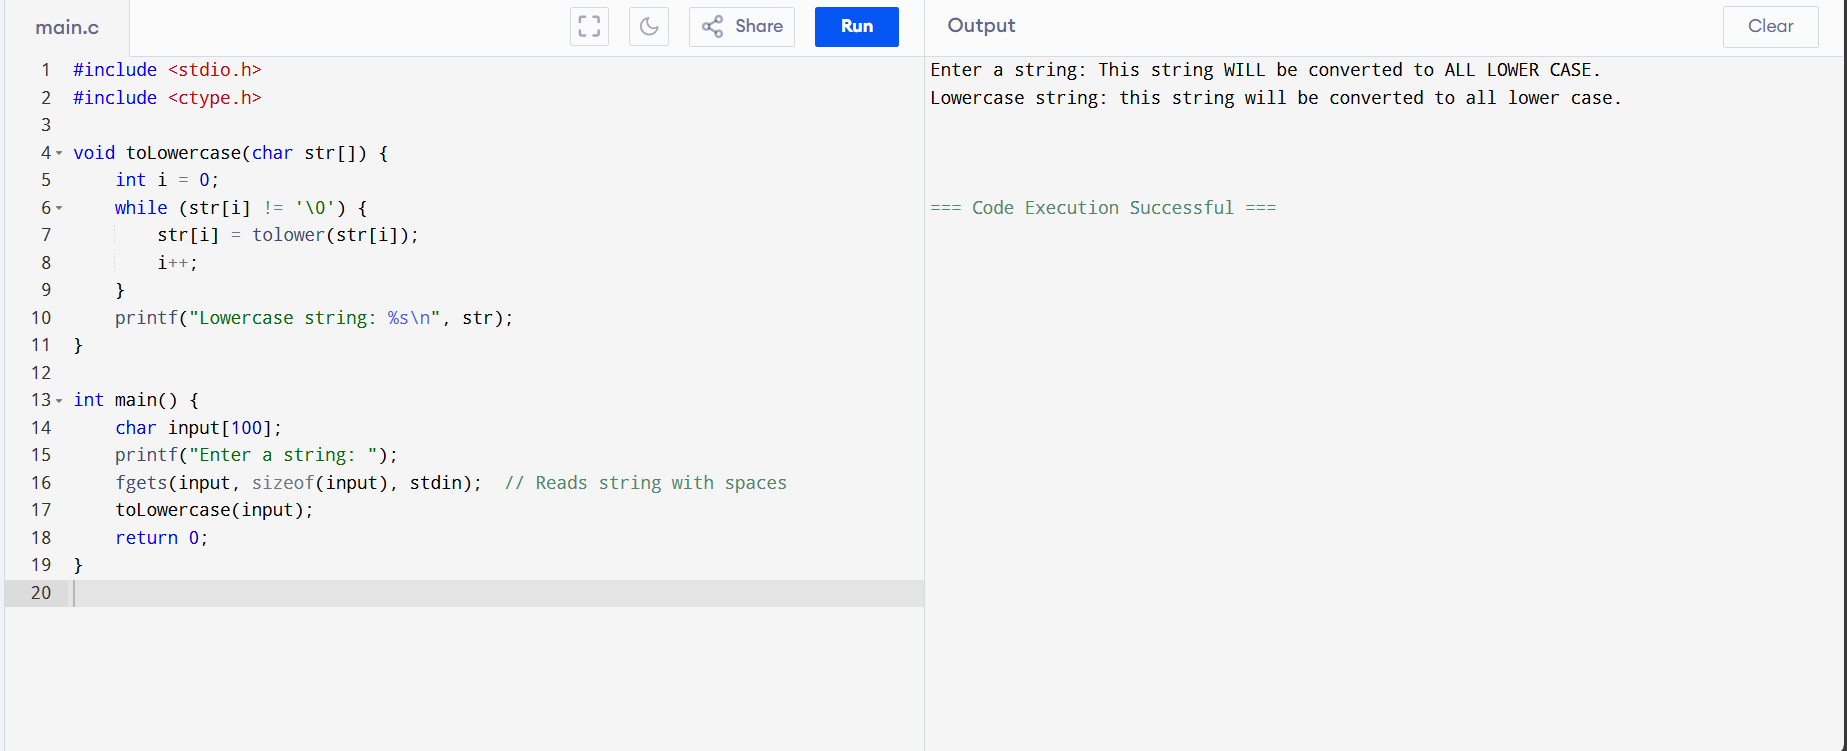 main.c
Share
Run
Output
Clear
1 #include <stdio.h>
2 #include <ctype.h>
3
4 void toLowercase(char str[]) {
5     int i = 0;
6     while (str[i] != '\0') {
7         str[i] = tolower(str[i]);
8         i++;
9     }
10     printf("Lowercase string: %s\n", str);
11 }
12
13 int main() {
14     char input[100];
15     printf("Enter a string: ");
16     fgets(input, sizeof(input), stdin);  // Reads string with spaces
17     toLowercase(input);
18     return 0;
19 }
20
Enter a string: This string WILL be converted to ALL LOWER CASE.
Lowercase string: this string will be converted to all lower case.
=== Code Execution Successful ===